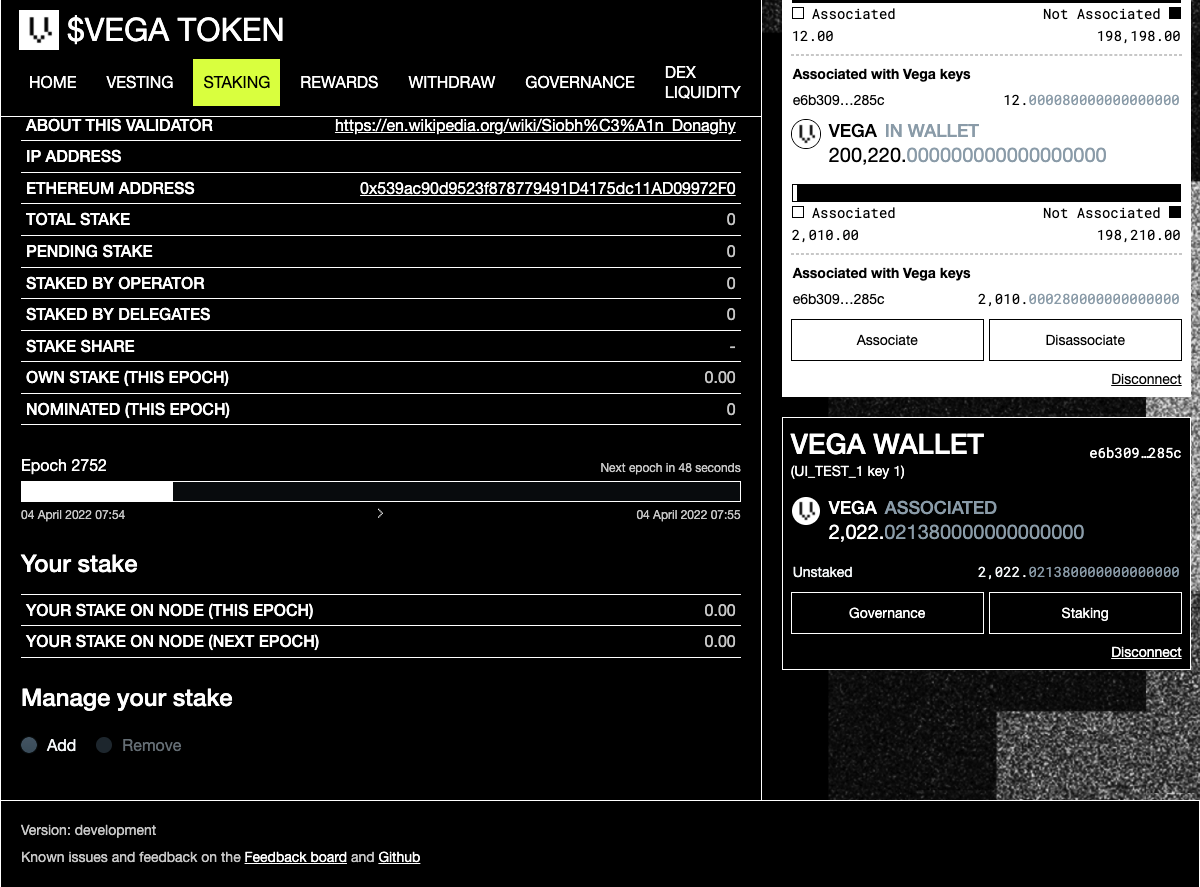 $VEGA TOKEN
HOME VESTING STAKING REWARDS WITHDRAW GOVERNANCE DEX LIQUIDITY
ABOUT THIS VALIDATOR https://en.wikipedia.org/wiki/Siobh%C3%A1n_Donaghy
IP ADDRESS
ETHEREUM ADDRESS 0x539ac90d9523f878779491D4175dc11AD09972F0
TOTAL STAKE 0
PENDING STAKE 0
STAKED BY OPERATOR 0
STAKED BY DELEGATES 0
STAKE SHARE -
OWN STAKE (THIS EPOCH) 0.00
NOMINATED (THIS EPOCH) 0
Epoch 2752 Next epoch in 48 seconds
04 April 2022 07:54 04 April 2022 07:55
Your stake
YOUR STAKE ON NODE (THIS EPOCH) 0.00
YOUR STAKE ON NODE (NEXT EPOCH) 0.00
Manage your stake
Add Remove
Associated Not Associated
12.00 198,198.00
Associated with Vega keys
e6b309…285c 12.000080000000000000
VEGA IN WALLET
200,220.000000000000000000
Associated Not Associated
2,010.00 198,210.00
Associated with Vega keys
e6b309…285c 2,010.000280000000000000
Associate Disassociate
Disconnect
VEGA WALLET e6b309…285c
(UI_TEST_1 key 1)
VEGA ASSOCIATED
2,022.021380000000000000
Unstaked 2,022.021380000000000000
Governance Staking
Disconnect
Version: development
Known issues and feedback on the Feedback board and Github